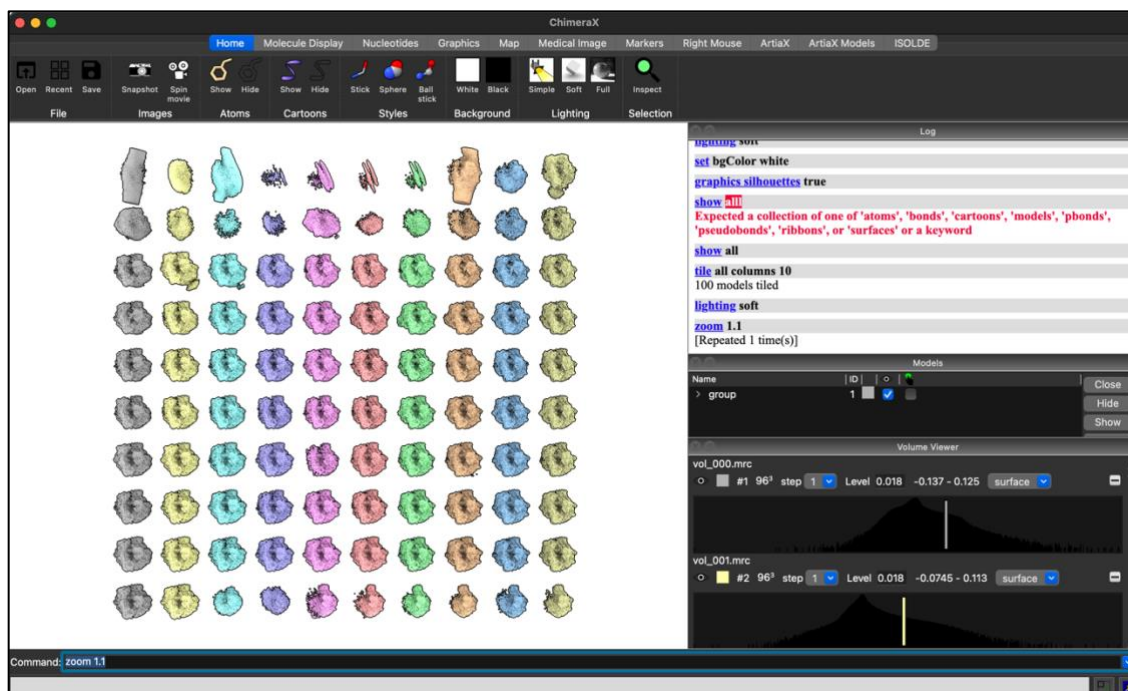 ChimeraX
Home Molecule Display Nucleotides Graphics Map Medical Image Markers Right Mouse ArtiaX ArtiaX Models ISOLDE
Open Recent Save Snapshot Spin movie Show Hide Show Hide Stick Sphere Ball stick White Black Simple Soft Full Inspect
File Images Atoms Cartoons Styles Background Lighting Selection
Log
lighting soft
set bgColor white
graphics silhouettes true
show alll
Expected a collection of one of 'atoms', 'bonds', 'cartoons', 'models', 'pbonds',
'pseudobonds', 'ribbons', or 'surfaces' or a keyword
show all
tile all columns 10
100 models tiled
lighting soft
zoom 1.1
[Repeated 1 time(s)]
Models
Name ID
group 1
Close
Hide
Show
Volume Viewer
vol_000.mrc
#1 96³ step 1 Level 0.018 -0.137 - 0.125 surface
vol_001.mrc
#2 96³ step 1 Level 0.018 -0.0745 - 0.113 surface
Command: zoom 1.1